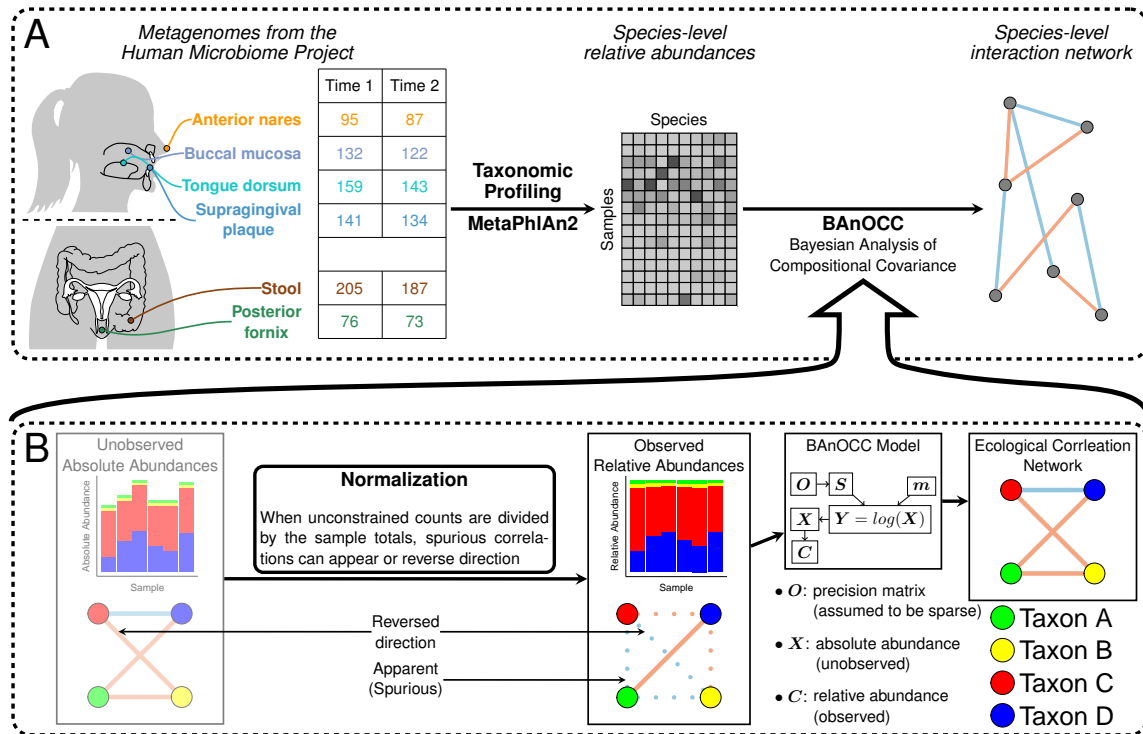 A
Metagenomes from the
Human Microbiome Project
Species-level
relative abundances
Species-level
interaction network
Time 1
Time 2
Anterior nares
95
87
Buccal mucosa
132
122
Tongue dorsum
159
143
Supragingival
plaque
141
134
Stool
205
187
Posterior
fornix
76
73
Taxonomic
Profiling
MetaPhlAn2
Species
Samples
BAnOCC
Bayesian Analysis of
Compositional Covariance
B
Unobserved
Absolute Abundances
Absolute Abundance
Sample
Normalization
When unconstrained counts are divided
by the sample totals, spurious correla-
tions can appear or reverse direction
Reversed
direction
Apparent
(Spurious)
Observed
Relative Abundances
Relative Abundance
Sample
BAnOCC Model
O
S
m
X
Y = log(X)
C
• O: precision matrix
(assumed to be sparse)
• X: absolute abundance
(unobserved)
• C: relative abundance
(observed)
Ecological Corrleation
Network
Taxon A
Taxon B
Taxon C
Taxon D